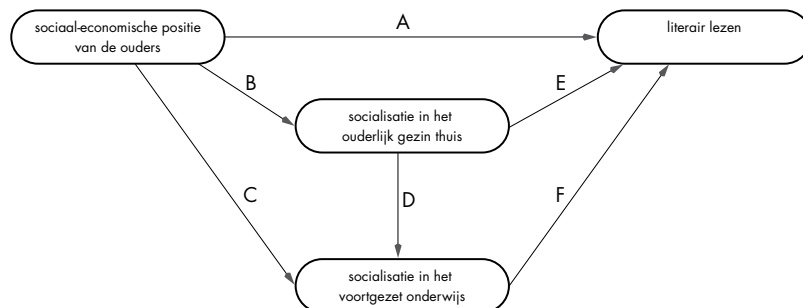 sociaal-economische positie
van de ouders
A
literair lezen
B
E
socialisatie in het
ouderlijk gezin thuis
C
D
F
socialisatie in het
voortgezet onderwijs